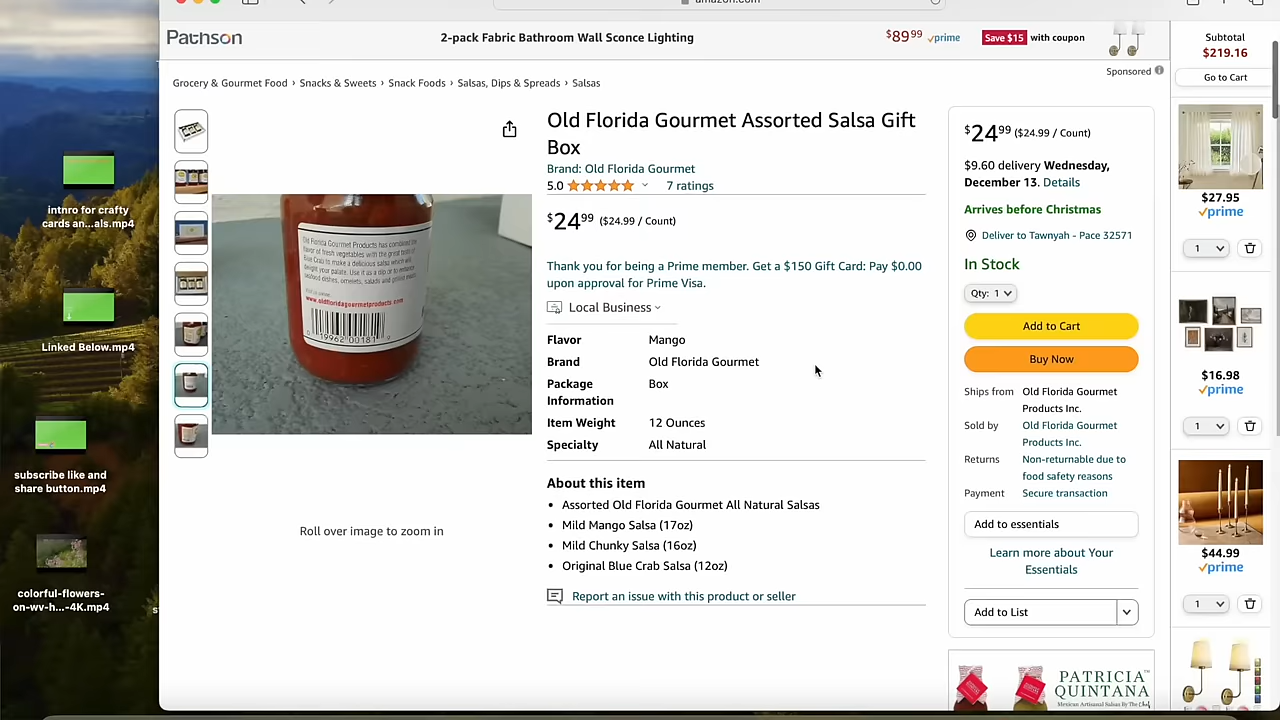 amazon.com
Pathson
2-pack Fabric Bathroom Wall Sconce Lighting
$8999 prime
Save $15 with coupon
Sponsored
Subtotal
$219.16
Go to Cart
Grocery & Gourmet Food › Snacks & Sweets › Snack Foods › Salsas, Dips & Spreads › Salsas
Old Florida Gourmet Assorted Salsa Gift
Box
Brand: Old Florida Gourmet
5.0 7 ratings
$2499 ($24.99 / Count)
Thank you for being a Prime member. Get a $150 Gift Card: Pay $0.00
upon approval for Prime Visa.
Local Business
Flavor Mango
Brand Old Florida Gourmet
Package Box
Information
Item Weight 12 Ounces
Specialty All Natural
About this item
• Assorted Old Florida Gourmet All Natural Salsas
• Mild Mango Salsa (17oz)
• Mild Chunky Salsa (16oz)
• Original Blue Crab Salsa (12oz)
Report an issue with this product or seller
Old Florida Gourmet Products has combined the
www.oldfloridagourmetproducts.com
Roll over image to zoom in
$2499 ($24.99 / Count)
$9.60 delivery Wednesday,
December 13. Details
Arrives before Christmas
Deliver to Tawnyah - Pace 32571
In Stock
Qty: 1
Add to Cart
Buy Now
Ships from Old Florida Gourmet
Products Inc.
Sold by Old Florida Gourmet
Products Inc.
Returns Non-returnable due to
food safety reasons
Payment Secure transaction
Add to essentials
Learn more about Your
Essentials
Add to List
PATRICIA
QUINTANA
$27.95
prime
1
$16.98
prime
1
$44.99
prime
1
intnro for crafty
cards an...als.mp4
Linked Below.mp4
subscribe like and
share button.mp4
colorful-flowers-
on-wv-h...-4K.mp4